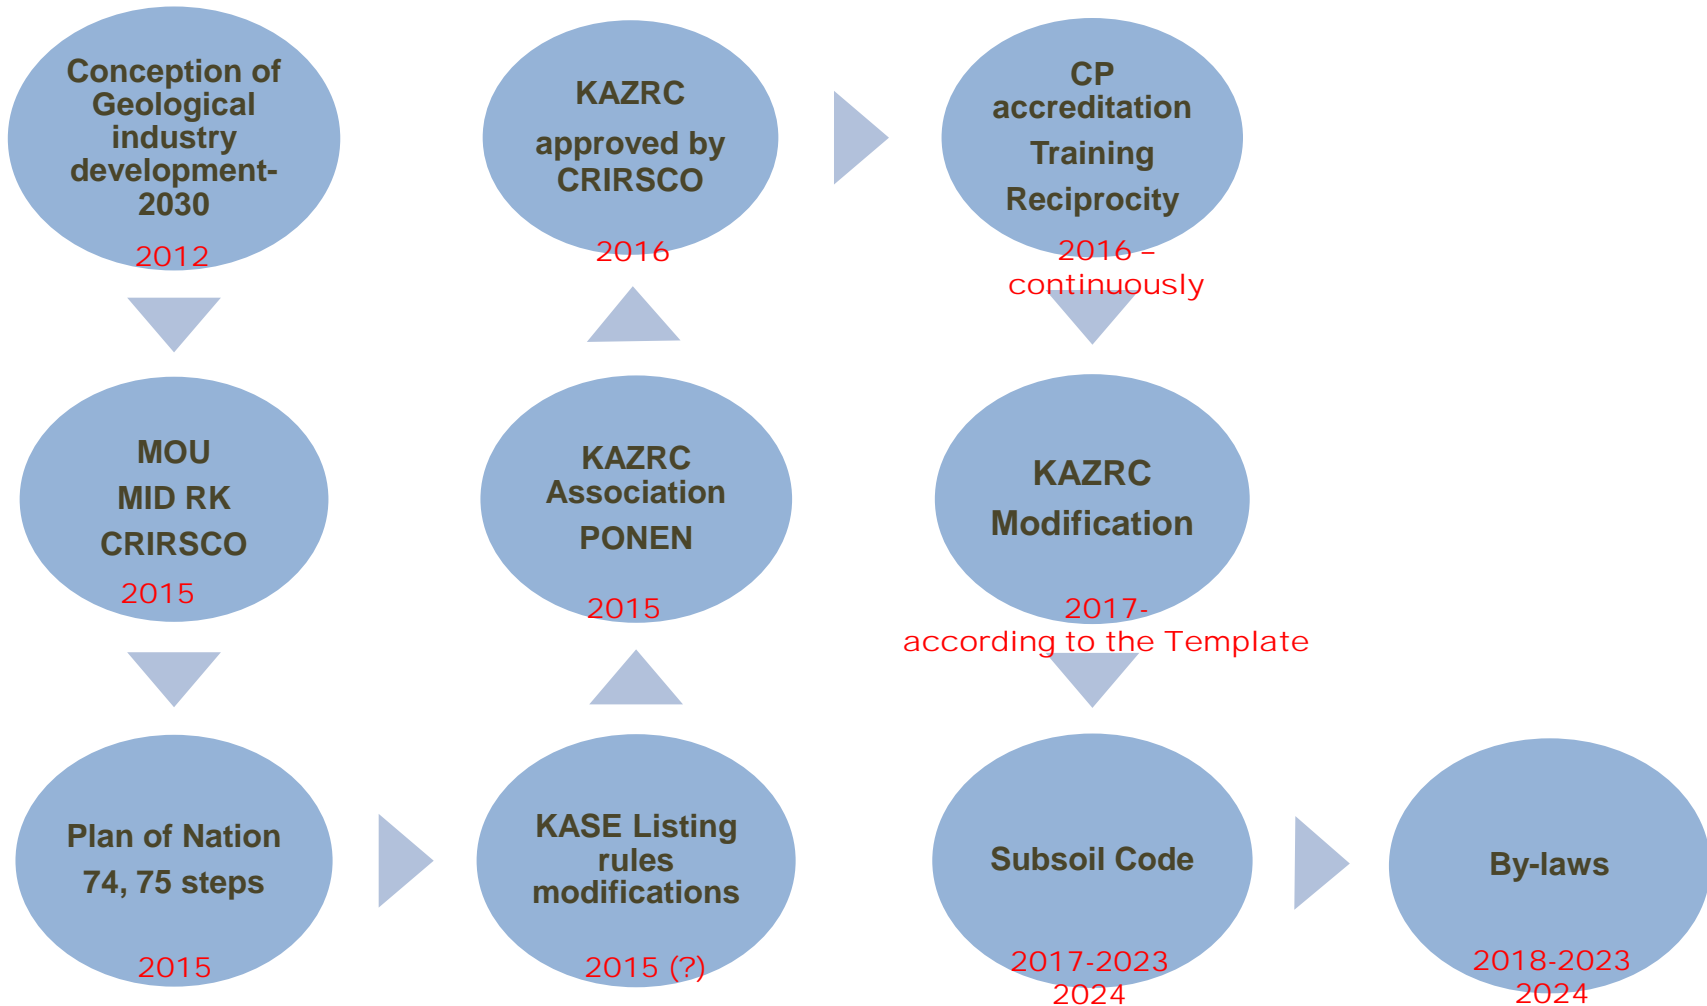 Conception of
Geological
industry
development-
2030
2012
MOU
MID RK
CRIRSCO
2015
Plan of Nation
74, 75 steps
2015
KASE Listing
rules
modifications
2015 (?)
KAZRC
Association
PONEN
2015
KAZRC
approved by
CRIRSCO
2016
CP
accreditation
Training
Reciprocity
2016 –
continuously
KAZRC
Modification
2017-
according to the Template
Subsoil Code
2017-2023
2024
By-laws
2018-2023
2024